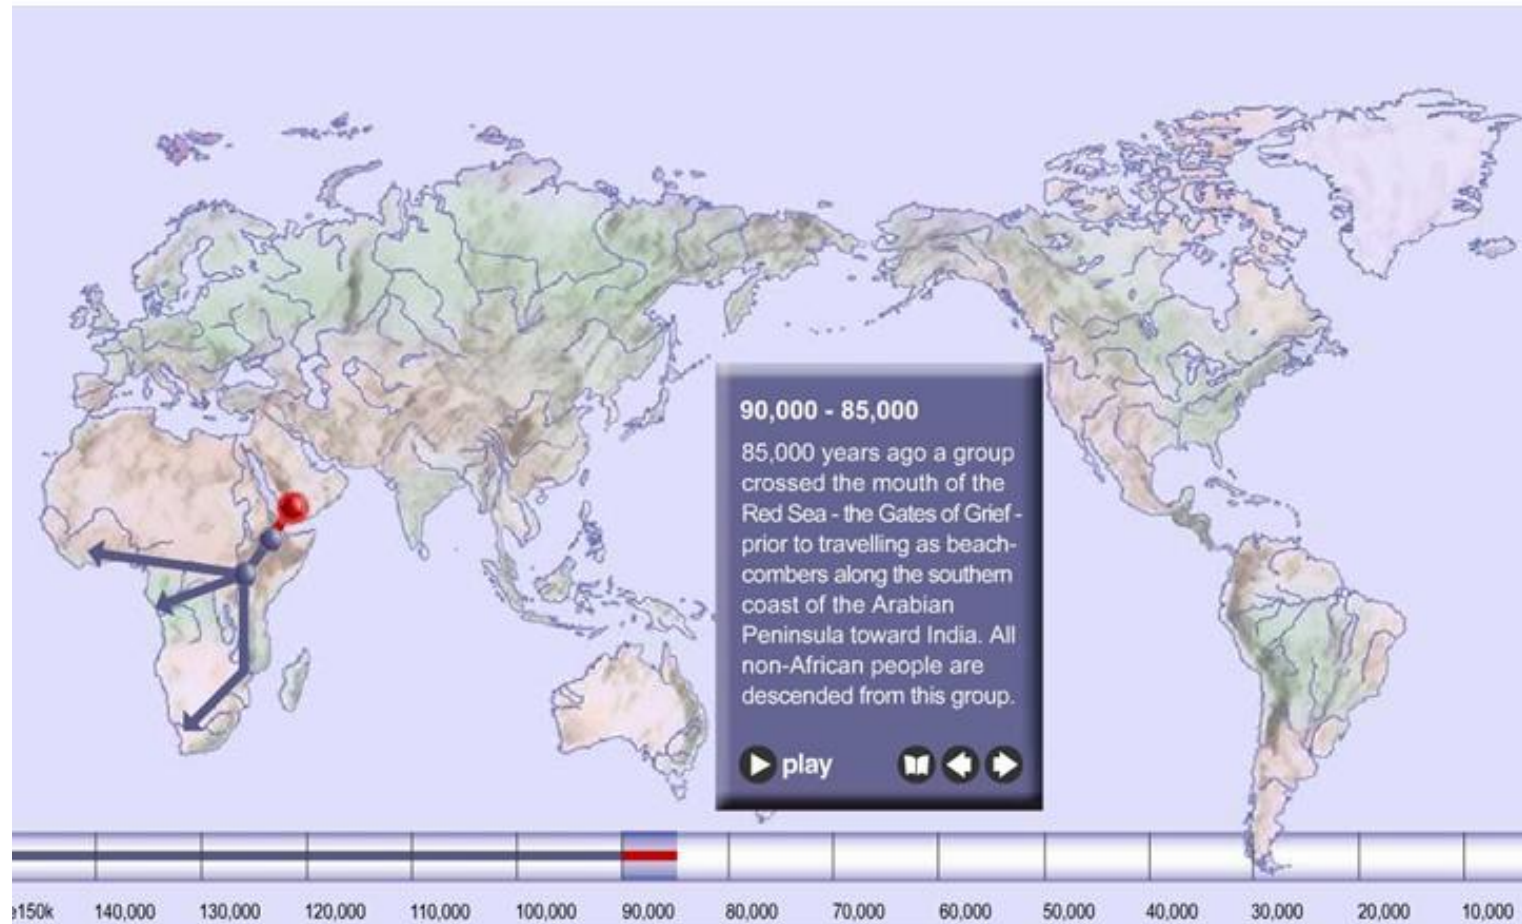 90,000 - 85,000
85,000 years ago a group
crossed the mouth of the
Red Sea - the Gates of Grief -
prior to travelling as beach-
combers along the southern
coast of the Arabian
Peninsula toward India. All
non-African people are
descended from this group.
play
e150k 140,000 130,000 120,000 110,000 100,000 90,000 80,000 70,000 60,000 50,000 40,000 30,000 20,000 10,000